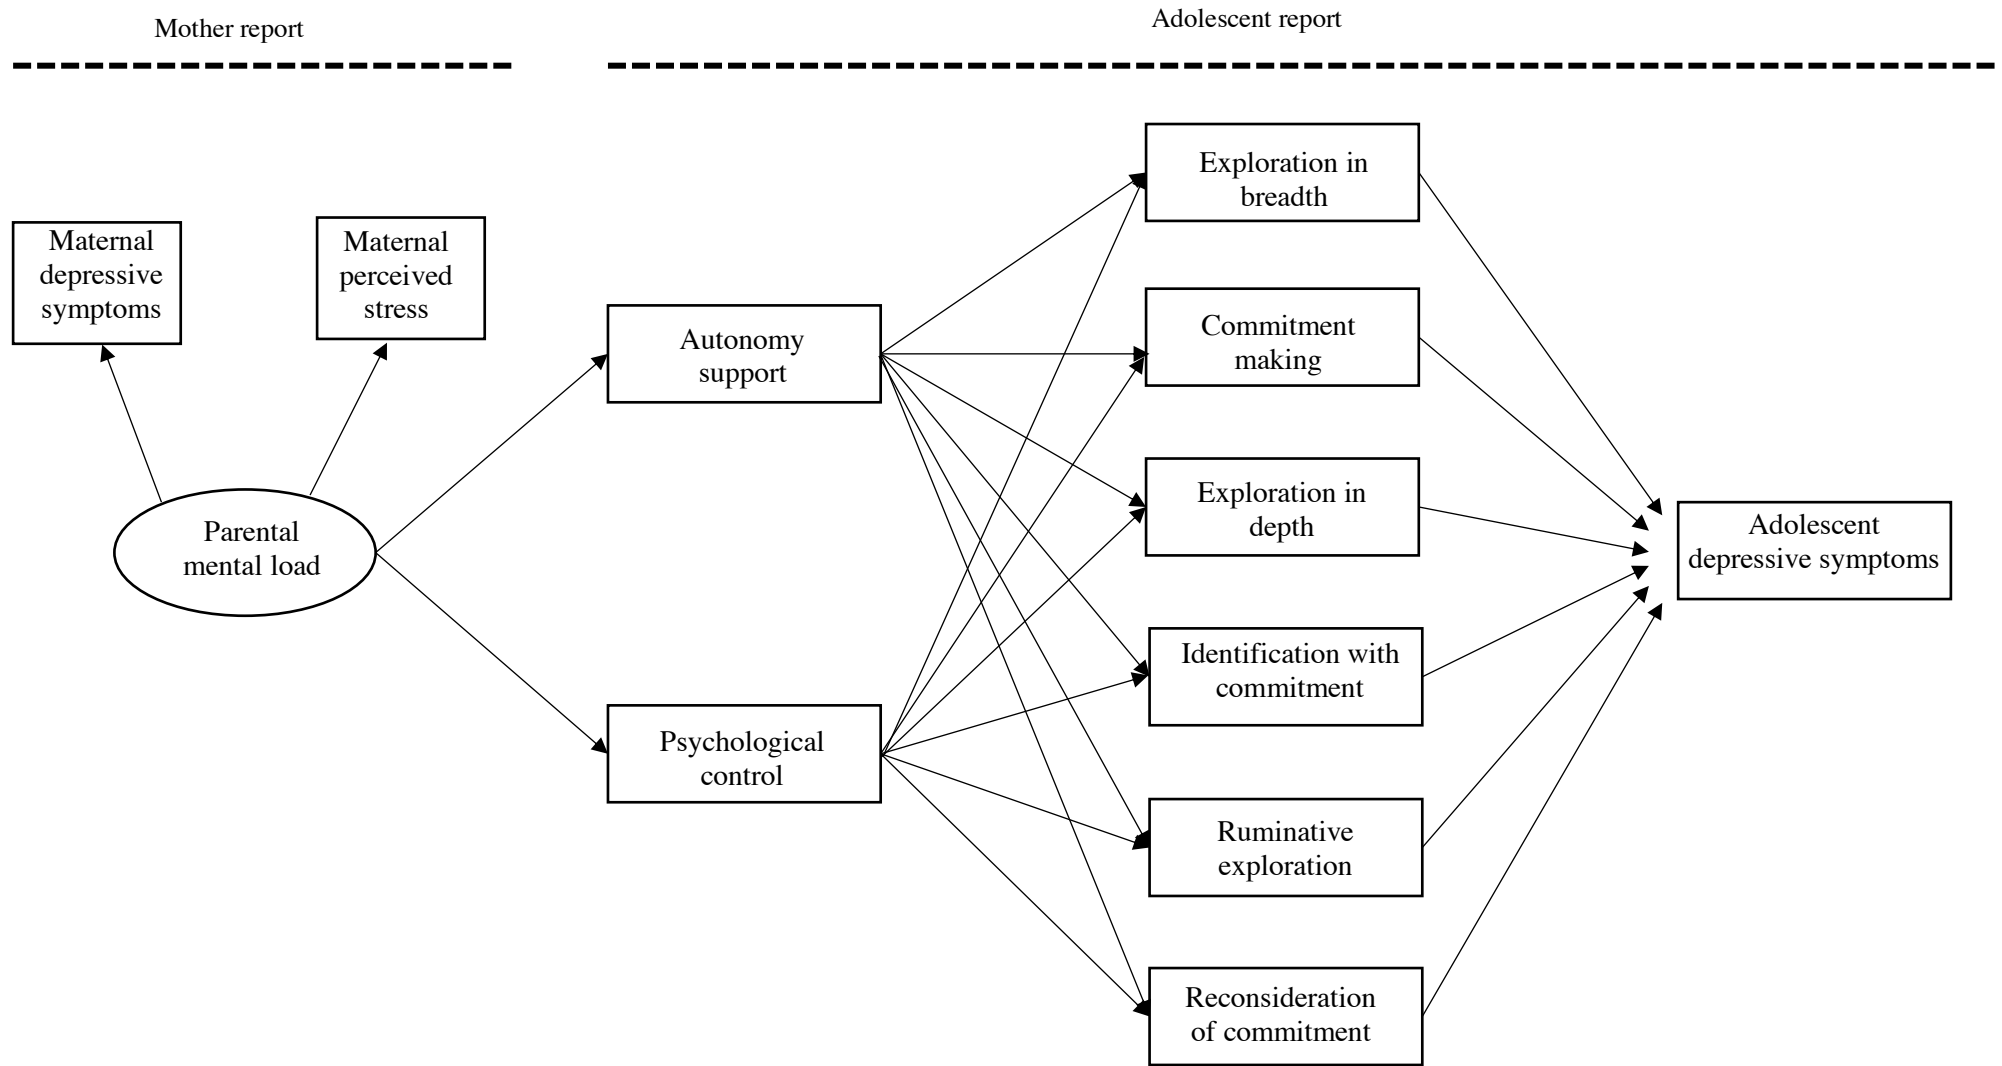 Mother report
Adolescent report
Maternal
depressive
symptoms
Maternal
perceived
stress
Parental
mental load
Autonomy
support
Psychological
control
Exploration in
breadth
Commitment
making
Exploration in
depth
Identification with
commitment
Ruminative
exploration
Reconsideration
of commitment
Adolescent
depressive symptoms